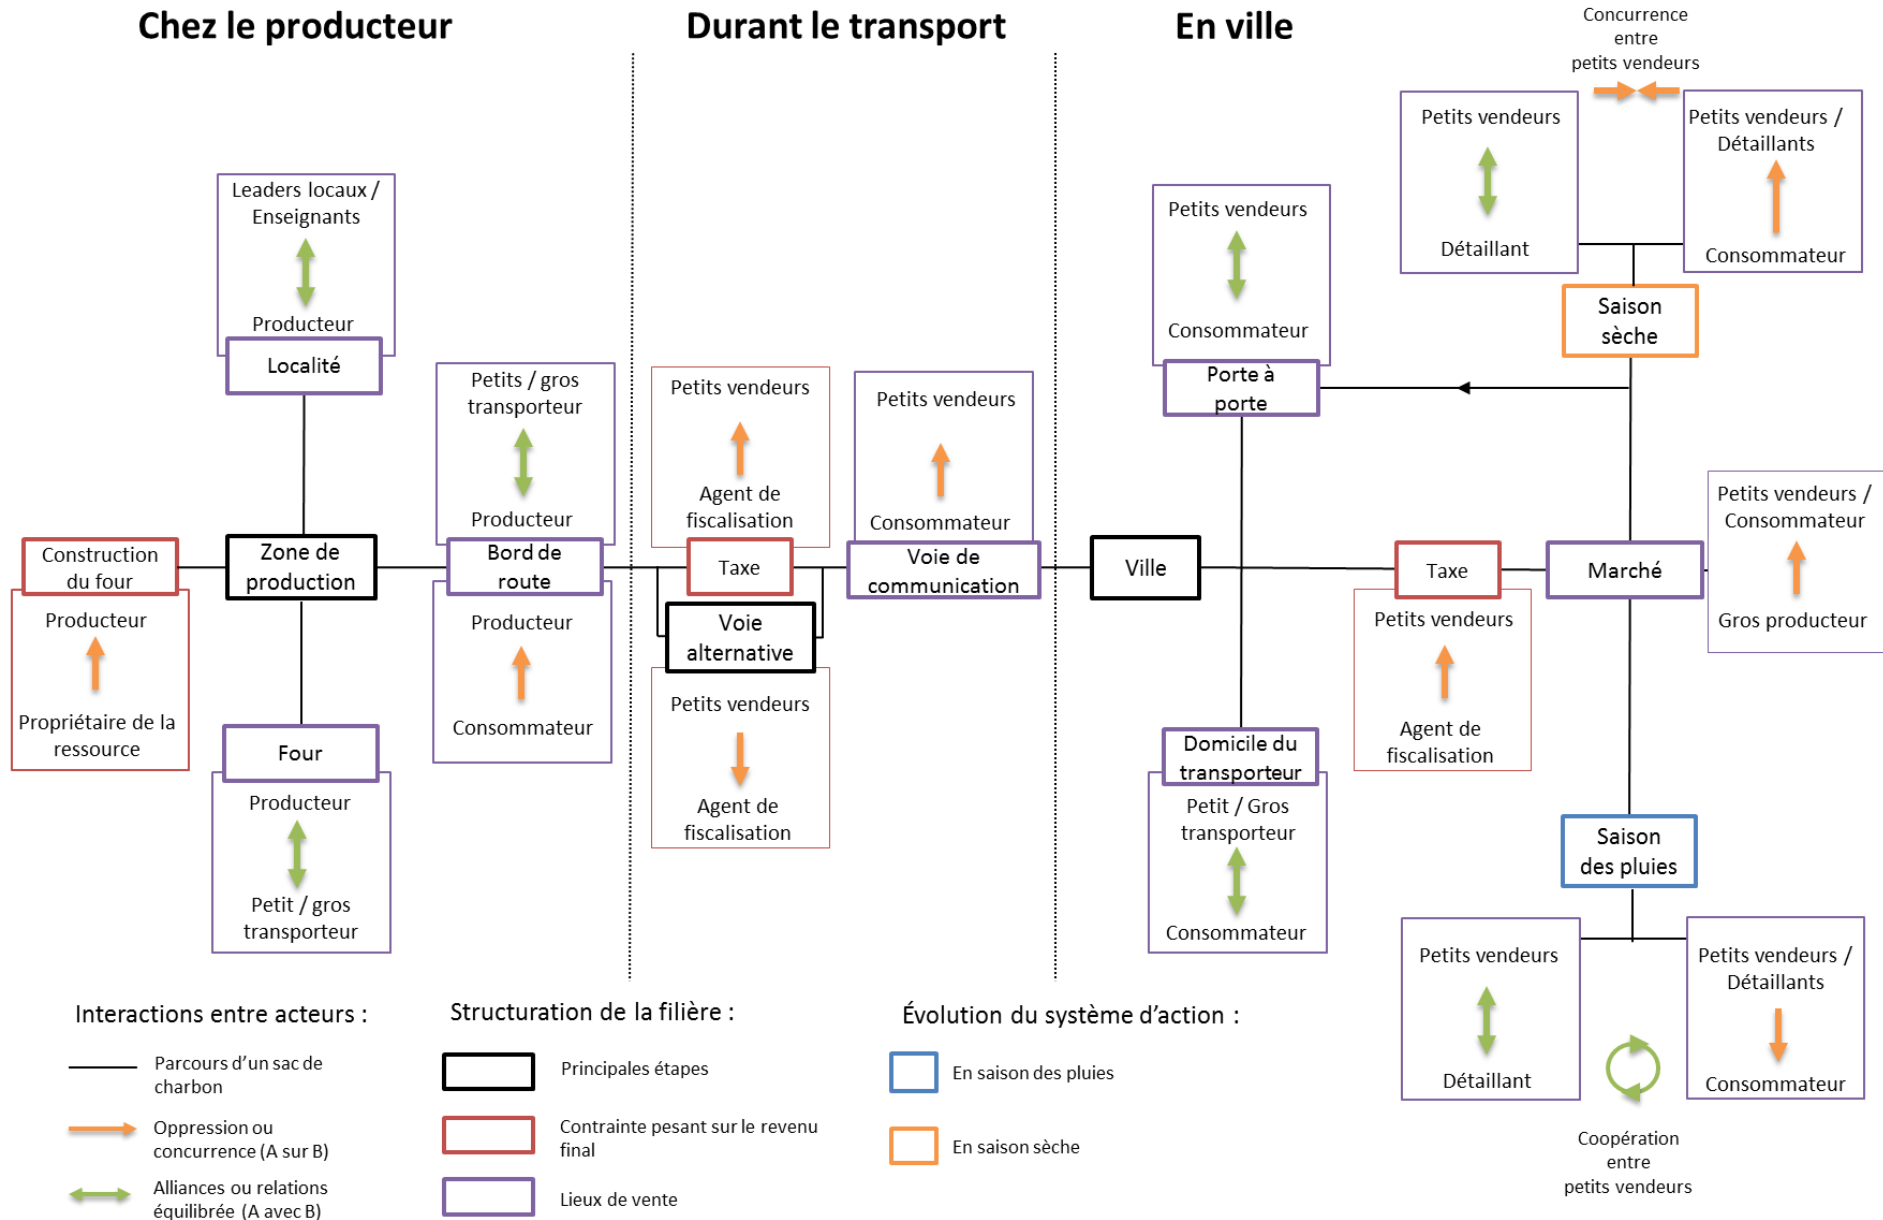 Chez le producteur
Durant le transport
En ville
Concurrence
entre
petits vendeurs
Leaders locaux /
Enseignants
Producteur
Localité
Construction
du four
Producteur
Propriétaire de la
ressource
Zone de
production
Four
Producteur
Petit / gros
transporteur
Petits / gros
transporteur
Producteur
Bord de
route
Producteur
Consommateur
Petits vendeurs
Agent de
fiscalisation
Taxe
Voie
alternative
Petits vendeurs
Agent de
fiscalisation
Petits vendeurs
Consommateur
Voie de
communication
Ville
Petits vendeurs
Consommateur
Porte à
porte
Domicile du
transporteur
Petit / Gros
transporteur
Consommateur
Taxe
Petits vendeurs
Agent de
fiscalisation
Marché
Petits vendeurs /
Consommateur
Gros producteur
Petits vendeurs
Détaillant
Petits vendeurs /
Détaillants
Consommateur
Saison
sèche
Saison
des pluies
Petits vendeurs
Détaillant
Petits vendeurs /
Détaillants
Consommateur
Coopération
entre
petits vendeurs
Interactions entre acteurs :
Parcours d’un sac de
charbon
Oppression ou
concurrence (A sur B)
Alliances ou relations
équilibrée (A avec B)
Structuration de la filière :
Principales étapes
Contrainte pesant sur le revenu
final
Lieux de vente
Évolution du système d’action :
En saison des pluies
En saison sèche